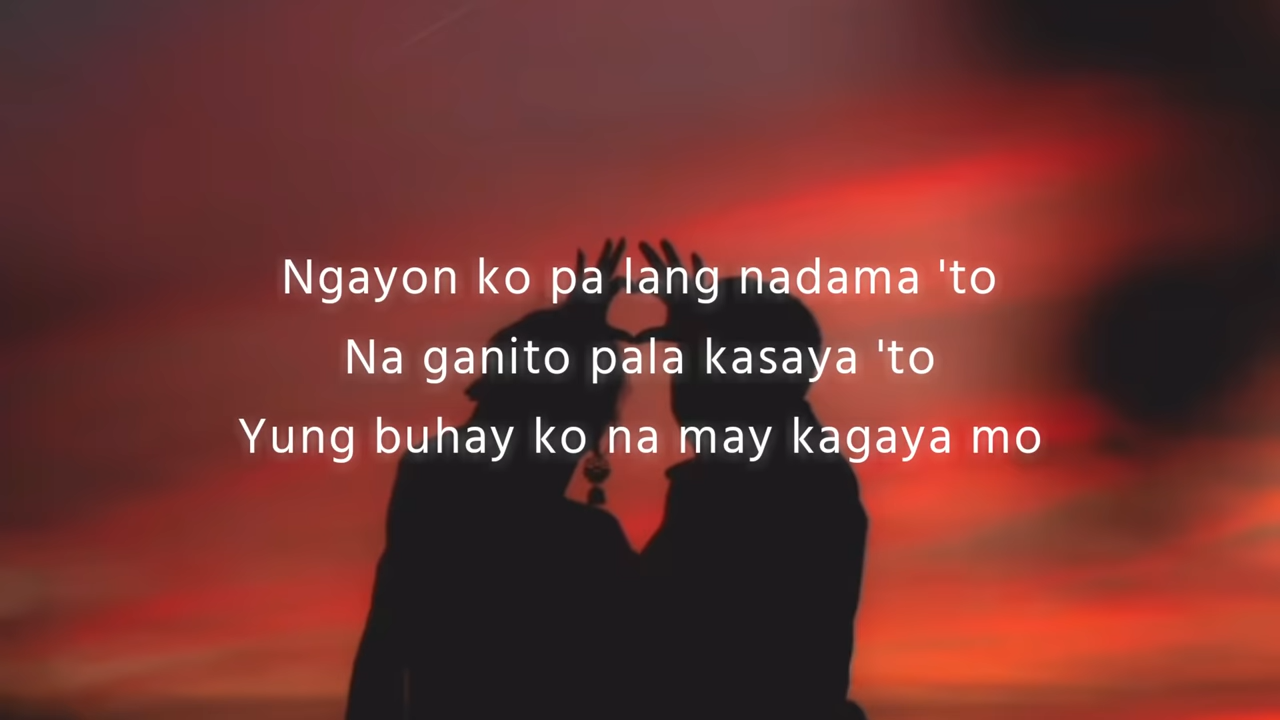 Ngayon ko pa lang nadama 'to
Na ganito pala kasaya 'to
Yung buhay ko na may kagaya mo